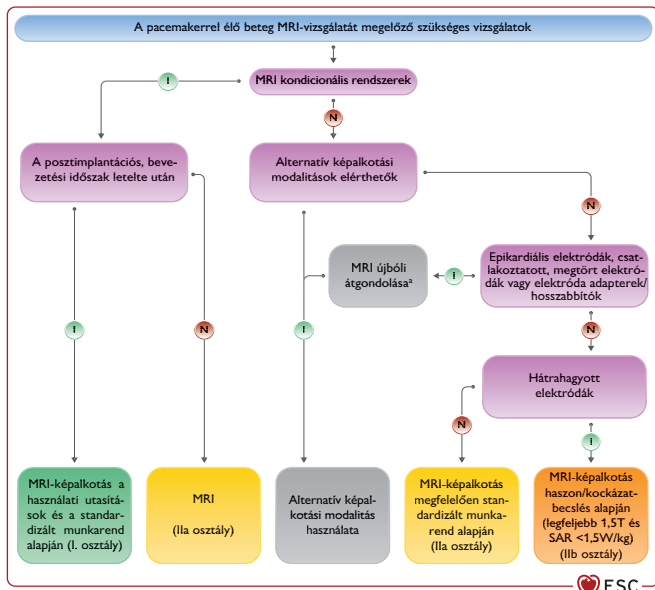 A pacemakerrel élő beteg MRI-vizsgálatát megelőző szükséges vizsgálatok
MRI kondicionális rendszerek
I
N
A posztimplantációs, beve-
zetési időszak letelte után
Alternatív képalkotási
modalitások elérthetők
N
N
MRI újbóli
átgondolásaᵃ
I
Epikardiális elektródák, csat-
lakoztatott, megtört elektró-
dák vagy elektróda adapterek/
hosszabbítók
I
N
I
N
Hátrahagyott
elektródák
N
I
MRI-képalkotás a
használati utasítás-
sok és a standar-
dizált munkarend
alapján (I. osztály)
MRI
(IIa osztály)
Alternatív képal-
kotási modalitás
használata
MRI-képalkotás
megfelelően stan-
dardizált munka-
rend alapján
(IIa osztály)
MRI-képalkotás
haszon/kockázat-
becslés alapján
(legfeljebb 1,5T és
SAR <1,5W/kg)
(IIb osztály)
ESC